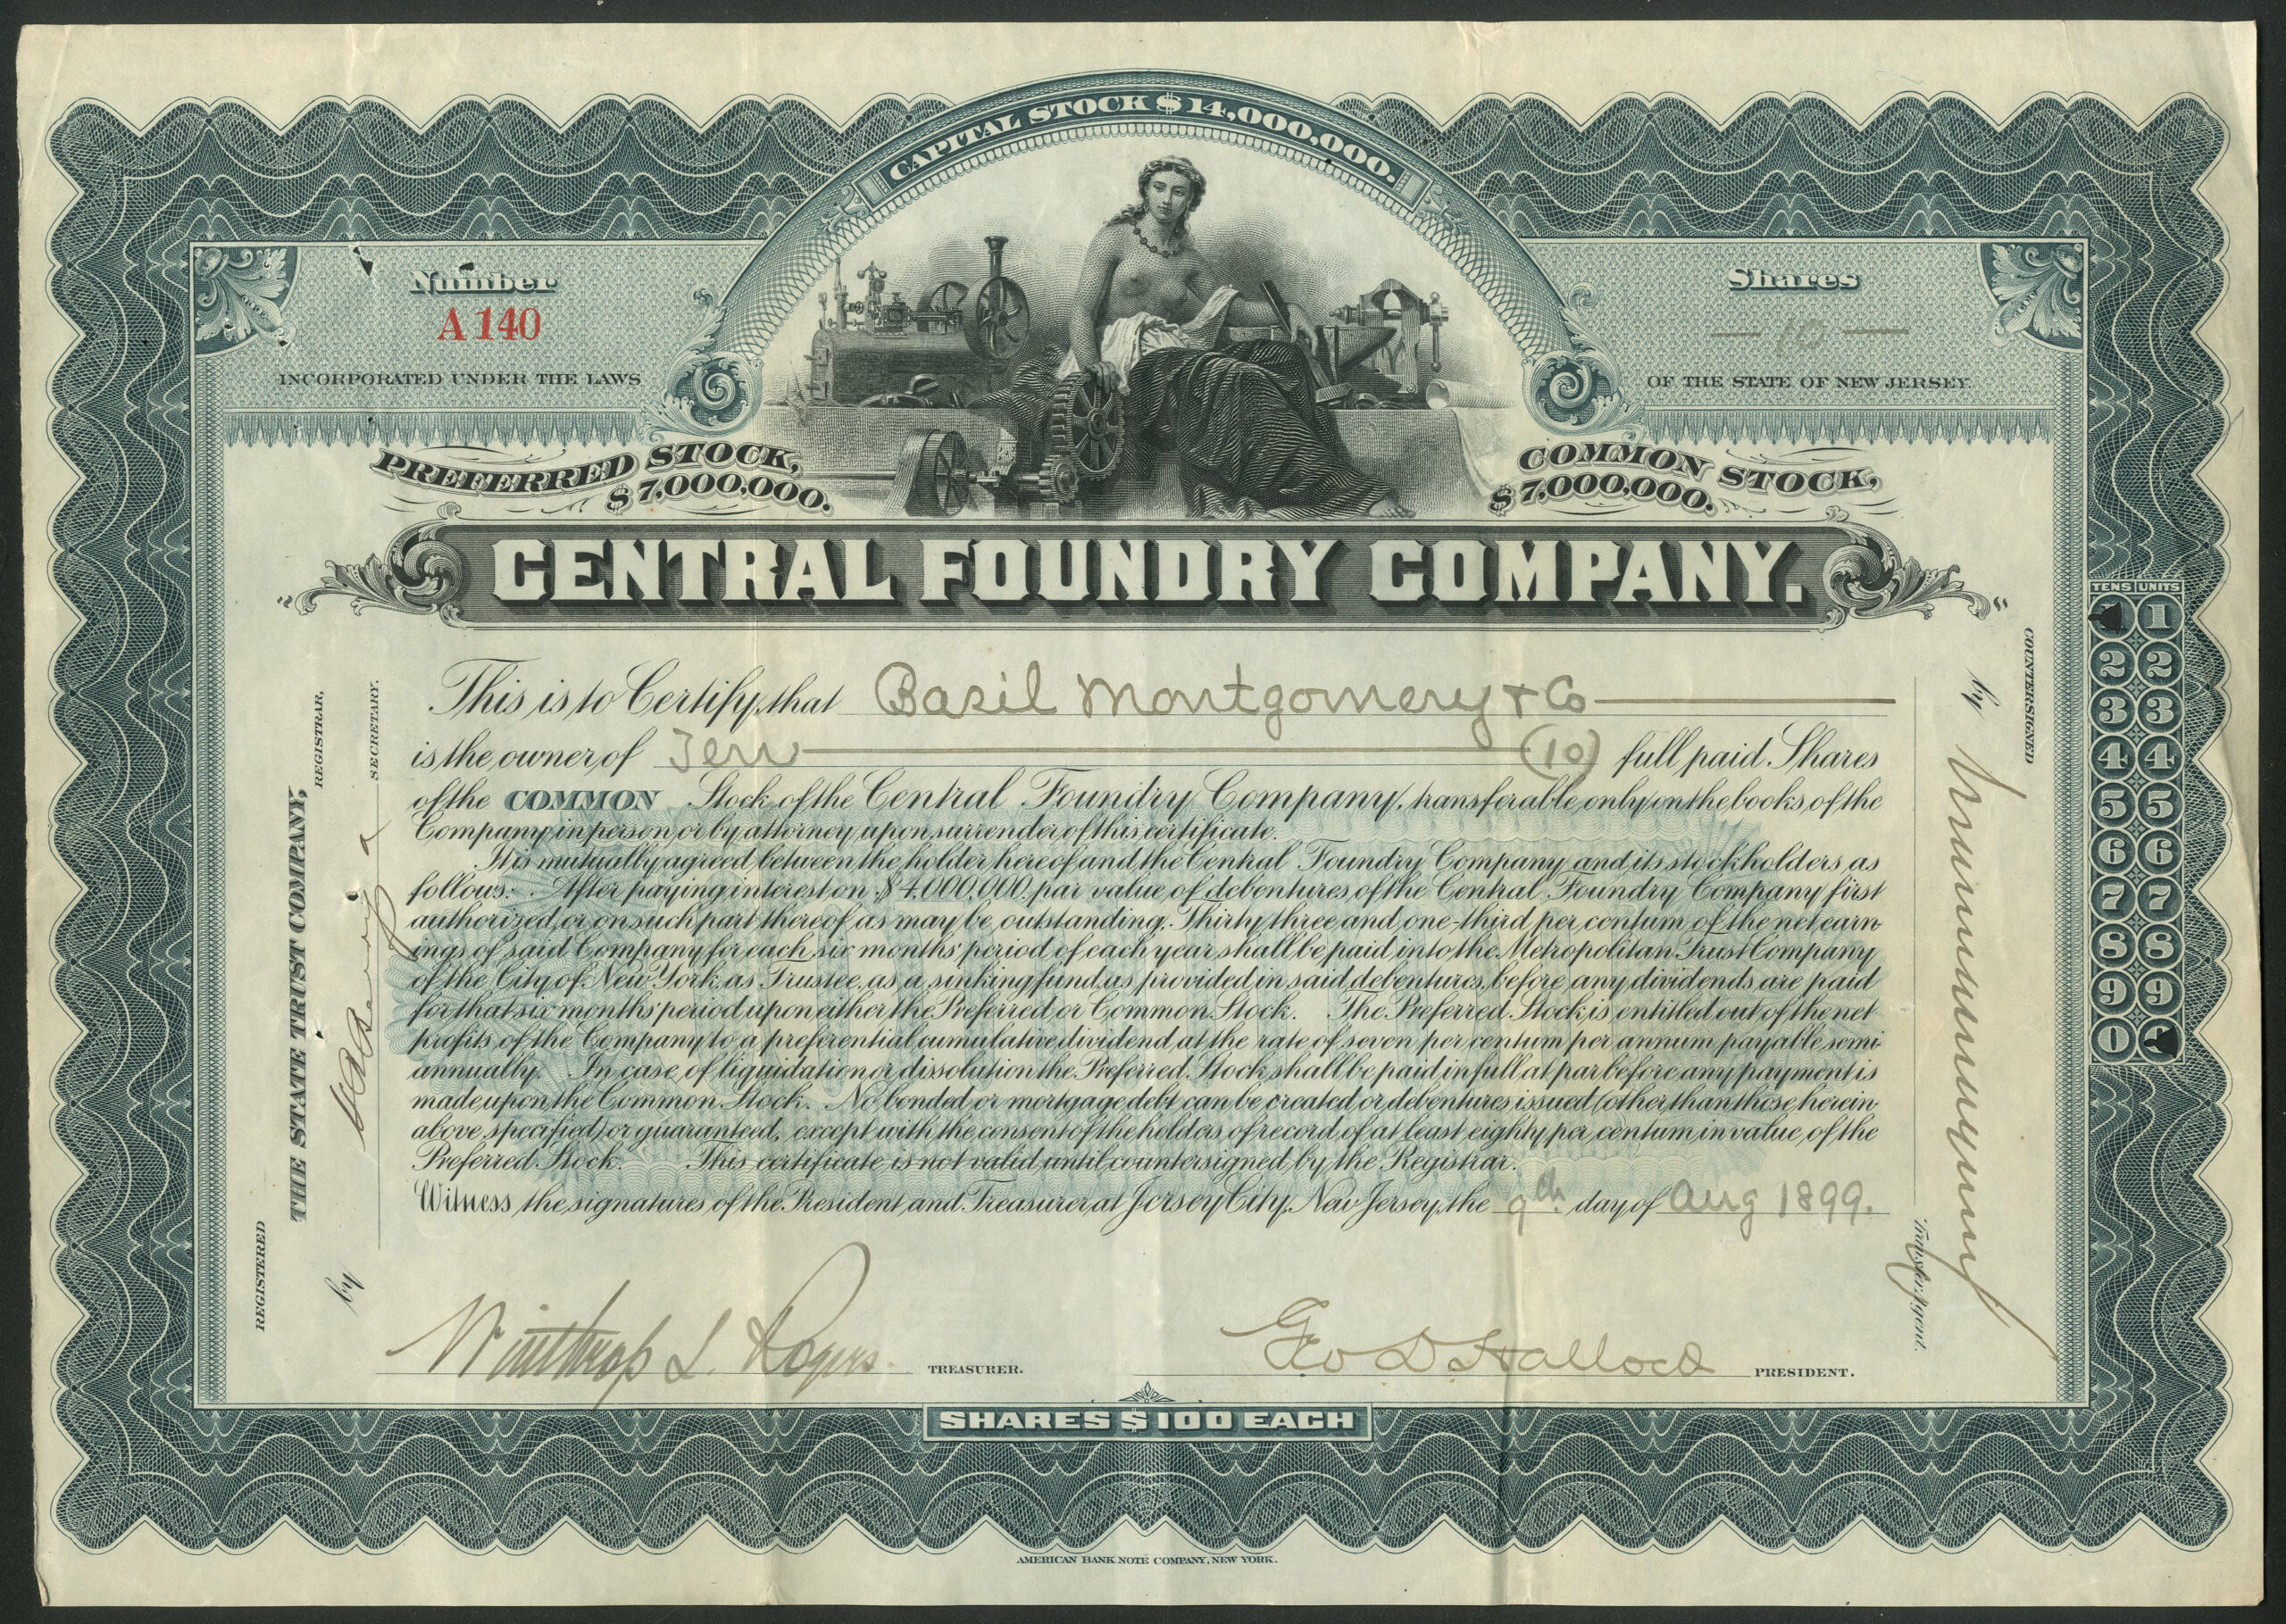 CAPITAL STOCK $14,000,000.
Number
A 140
Shares
— 10 —
INCORPORATED UNDER THE LAWS
OF THE STATE OF NEW JERSEY.
PREFERRED STOCK,
$7,000,000.
COMMON STOCK,
$7,000,000.
CENTRAL FOUNDRY COMPANY.
This is to Certify, that Basil Montgomery & Co
is the owner of Ten (10) full paid Shares
of the COMMON Stock of the Central Foundry Company, transferable only on the books of the
Company in person or by attorney upon surrender of this certificate.
It is mutually agreed between the holder hereof and the Central Foundry Company and its stockholders as
follows: After paying interest on $4,000,000. par value of debentures of the Central Foundry Company first
authorized, or on such part thereof as may be outstanding, Thirty three and one-third per centum of the net earn-
ings of said Company for each six months' period of each year shall be paid into the Metropolitan Trust Company
of the City of New York, as Trustee, as a sinking fund, as provided in said debentures, before any dividends are paid
for that six months' period upon either the Preferred or Common Stock. The Preferred Stock is entitled out of the net
profits of the Company to a preferential cumulative dividend, at the rate of seven per centum per annum, payable semi
annually. In case of liquidation or dissolution the Preferred Stock shall be paid in full at par before any payment is
made upon the Common Stock. No bonded or mortgage debt can be created or debentures issued (other than those herein-
above specified) or guaranteed, except with the consent of the holders of record of at least eighty per centum in value of the
Preferred Stock. This certificate is not valid until countersigned by the Registrar.
Witness the signatures of the President and Treasurer at Jersey City, New Jersey, the 9th day of Aug 1899.
Winthrop L. Rogers
TREASURER.
Geo D Hallock
PRESIDENT.
SHARES $100 EACH
AMERICAN BANK NOTE COMPANY, NEW YORK.
REGISTERED
THE STATE TRUST COMPANY,
REGISTRAR,
by
SECRETARY.
COUNTERSIGNED
by
Transfer Agent.
TENS UNITS
1
2 2
3 3
4 4
5 5
6 6
7 7
8 8
9 9
0